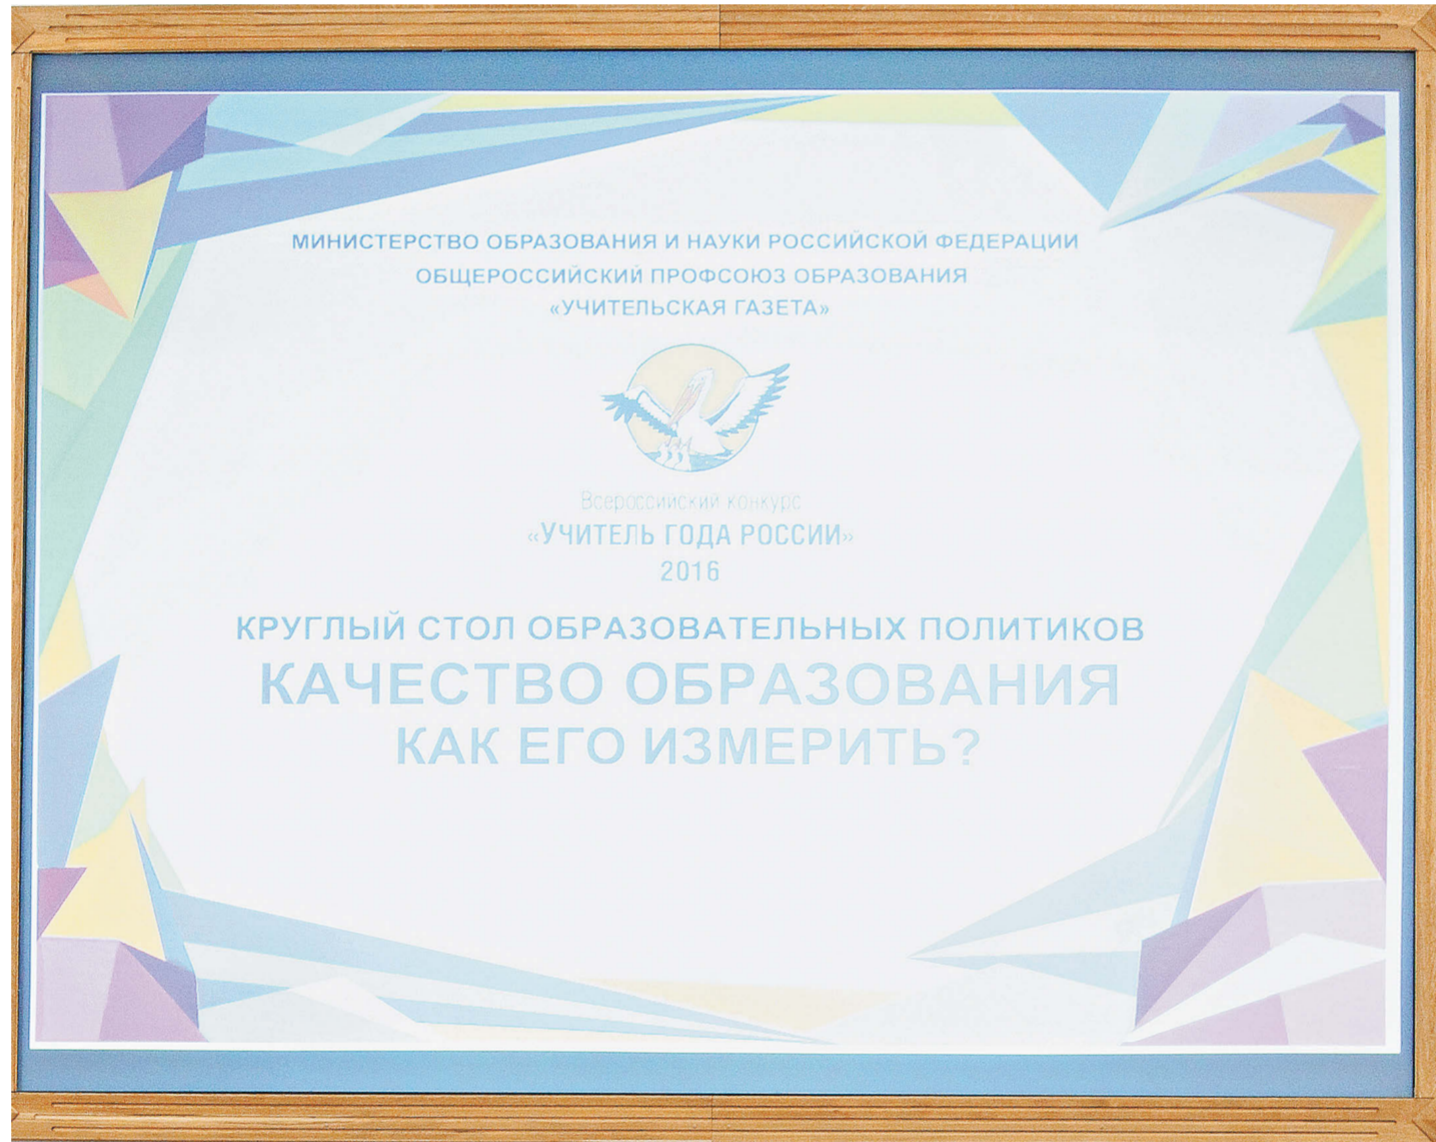 МИНИСТЕРСТВО ОБРАЗОВАНИЯ И НАУКИ РОССИЙСКОЙ ФЕДЕРАЦИИ
ОБЩЕРОССИЙСКИЙ ПРОФСОЮЗ ОБРАЗОВАНИЯ
«УЧИТЕЛЬСКАЯ ГАЗЕТА»
Всероссийский конкурс
«УЧИТЕЛЬ ГОДА РОССИИ»
2016
КРУГЛЫЙ СТОЛ ОБРАЗОВАТЕЛЬНЫХ ПОЛИТИКОВ
КАЧЕСТВО ОБРАЗОВАНИЯ
КАК ЕГО ИЗМЕРИТЬ?